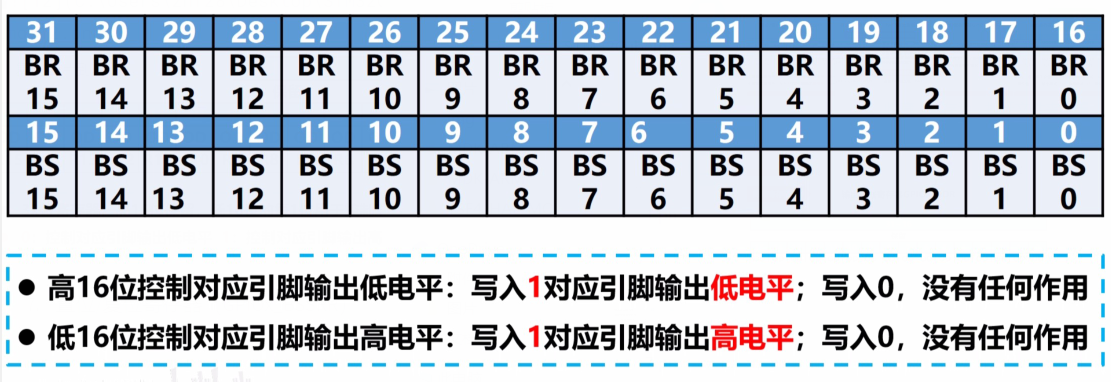 31 30 29 28 27 26 25 24 23 22 21 20 19 18 17 16
BR BR BR BR BR BR BR BR BR BR BR BR BR BR BR BR
15 14 13 12 11 10 9 8 7 6 5 4 3 2 1 0
15 14 13 12 11 10 9 8 7 6 5 4 3 2 1 0
BS BS BS BS BS BS BS BS BS BS BS BS BS BS BS BS
15 14 13 12 11 10 9 8 7 6 5 4 3 2 1 0
● 高16位控制对应引脚输出低电平：写入1对应引脚输出低电平；写入0，没有任何作用
● 低16位控制对应引脚输出高电平：写入1对应引脚输出高电平；写入0，没有任何作用